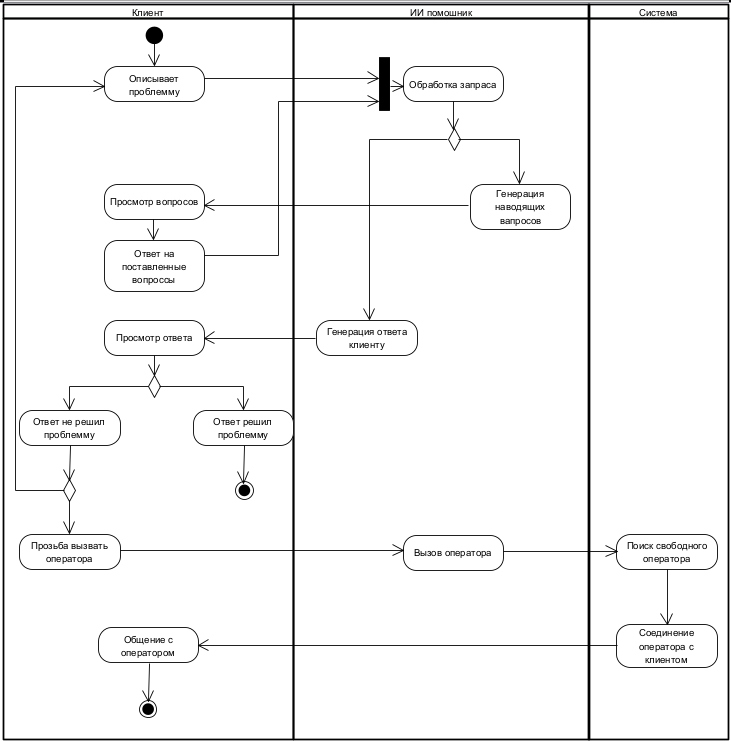 Клиент
ИИ помошник
Система
Описывает
проблемму
Обработка запраса
Просмотр вопросов
Генерация
наводящих
вапросов
Ответ на
поставленные
вопроссы
Просмотр ответа
Генерация ответа
клиенту
Ответ не решил
проблемму
Ответ решил
проблемму
Прозьба вызвать
оператора
Вызов оператора
Поиск свободного
оператора
Общение с
оператором
Соединение
оператора с
клиентом